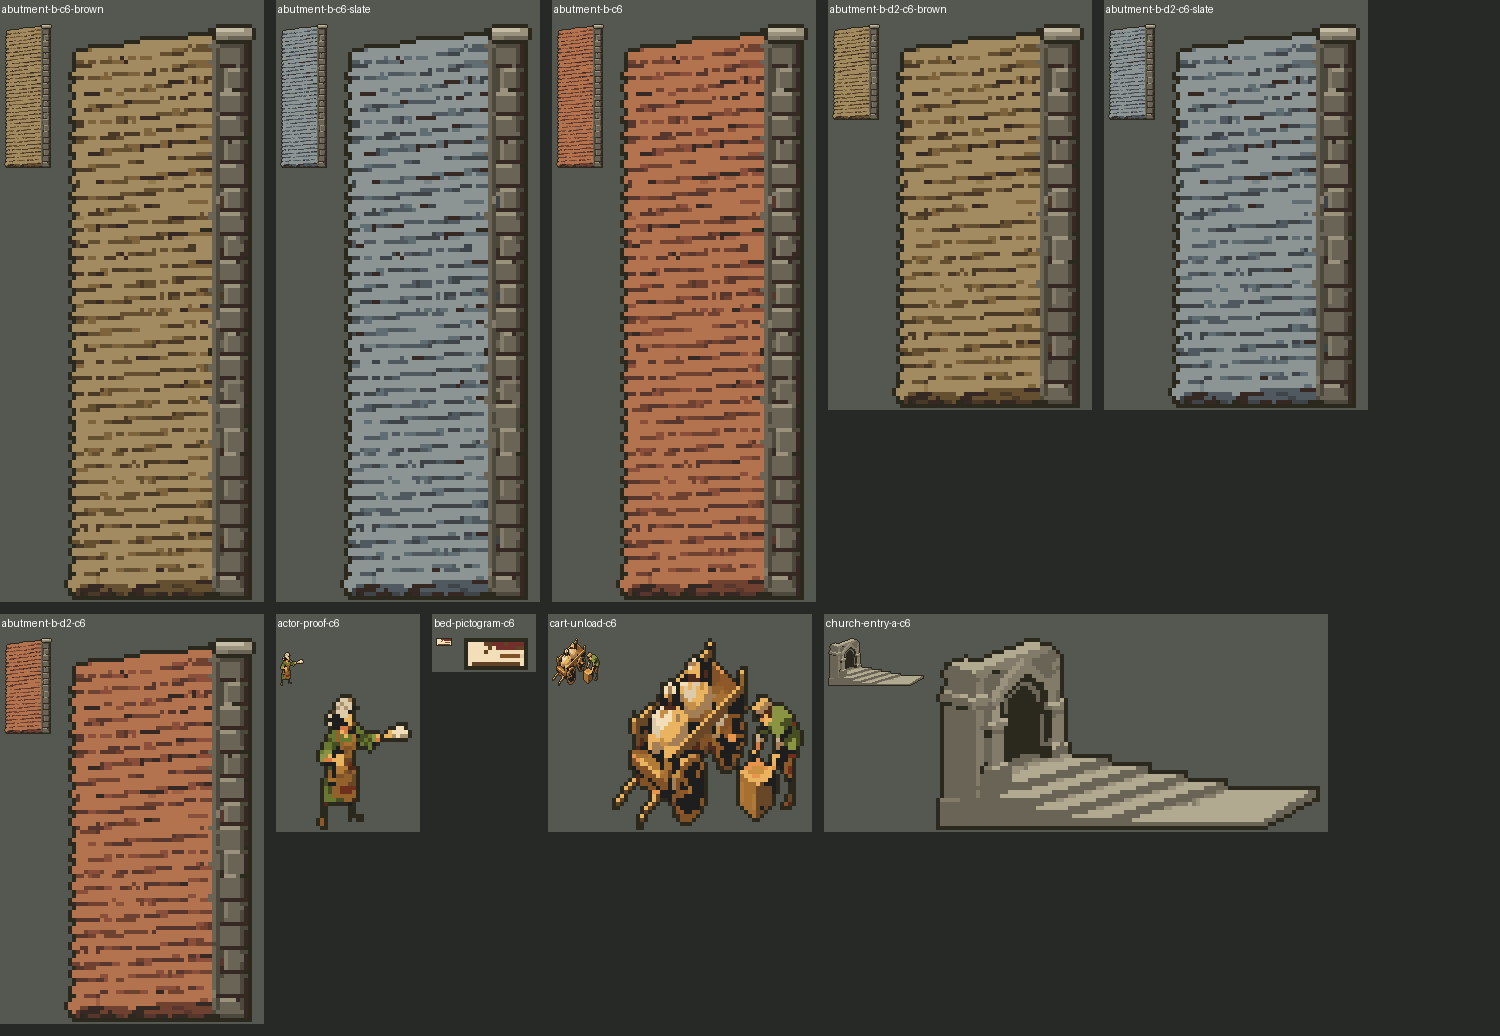 abutment-b-c6-brown
abutment-b-c6-slate
abutment-b-c6
abutment-b-d2-c6-brown
abutment-b-d2-c6-slate
abutment-b-d2-c6
actor-proof-c6
bed-pictogram-c6
cart-unload-c6
church-entry-a-c6